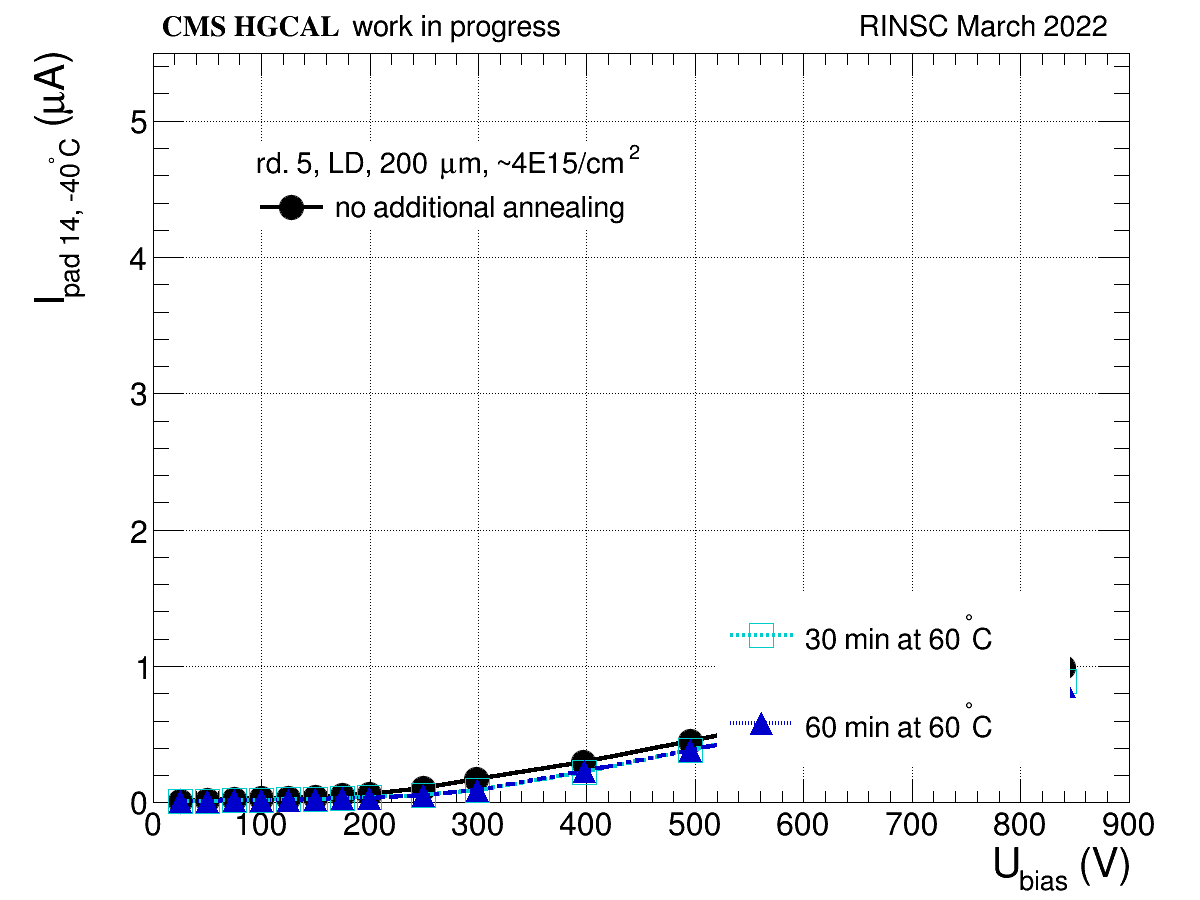 CMS HGCAL work in progress RINSC March 2022
I pad 14, -40°C (μA)
5
rd. 5, LD, 200 μm, ~4E15/cm²
no additional annealing
4
3
2
30 min at 60°C
1
60 min at 60°C
0
0 100 200 300 400 500 600 700 800 900
U bias (V)